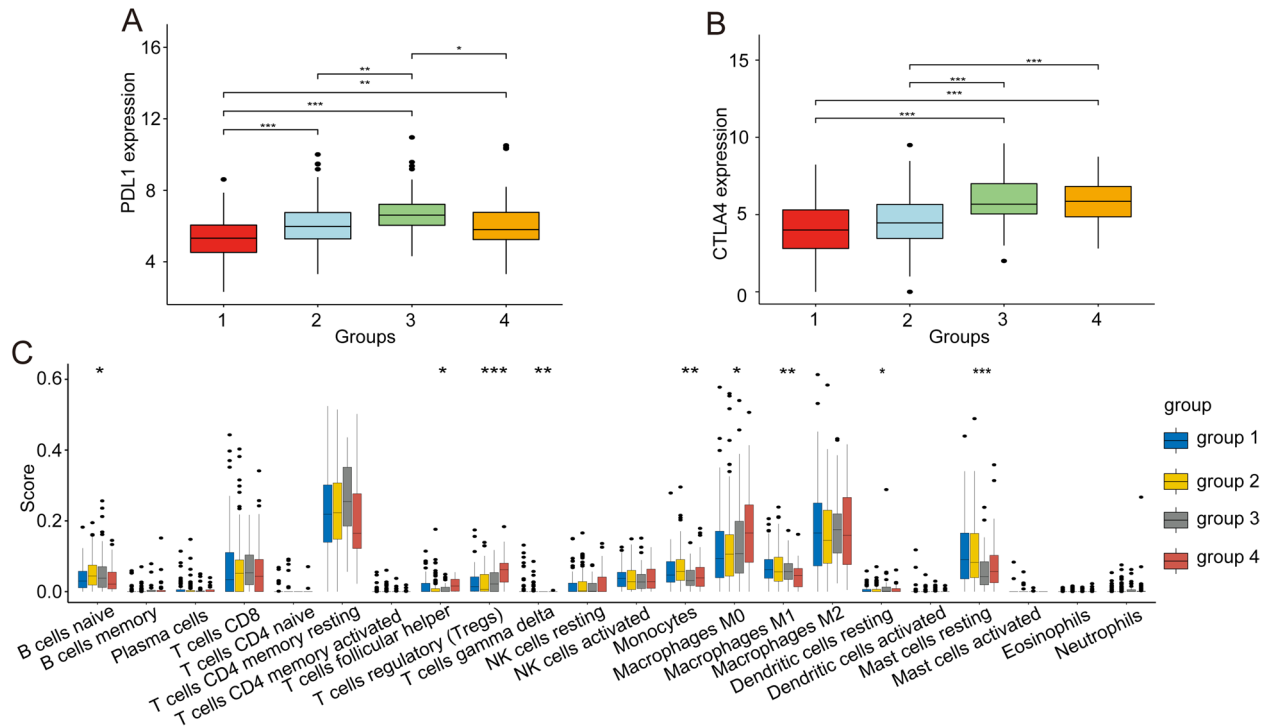 A
PDL1 expression
16
12
8
4
*
**
**
***
***
1
2
3
4
Groups
B
CTLA4 expression
15
10
5
0
***
***
***
***
1
2
3
4
Groups
C
Score
0.6
0.4
0.2
0.0
*
*
***
**
**
*
**
*
***
B cells naive
B cells memory
Plasma cells
T cells CD8
T cells CD4 naive
T cells CD4 memory resting
T cells CD4 memory activated
T cells follicular helper
T cells regulatory (Tregs)
T cells gamma delta
NK cells resting
NK cells activated
Monocytes
Macrophages M0
Macrophages M1
Macrophages M2
Dendritic cells resting
Dendritic cells activated
Mast cells resting
Mast cells activated
Eosinophils
Neutrophils
group
group 1
group 2
group 3
group 4